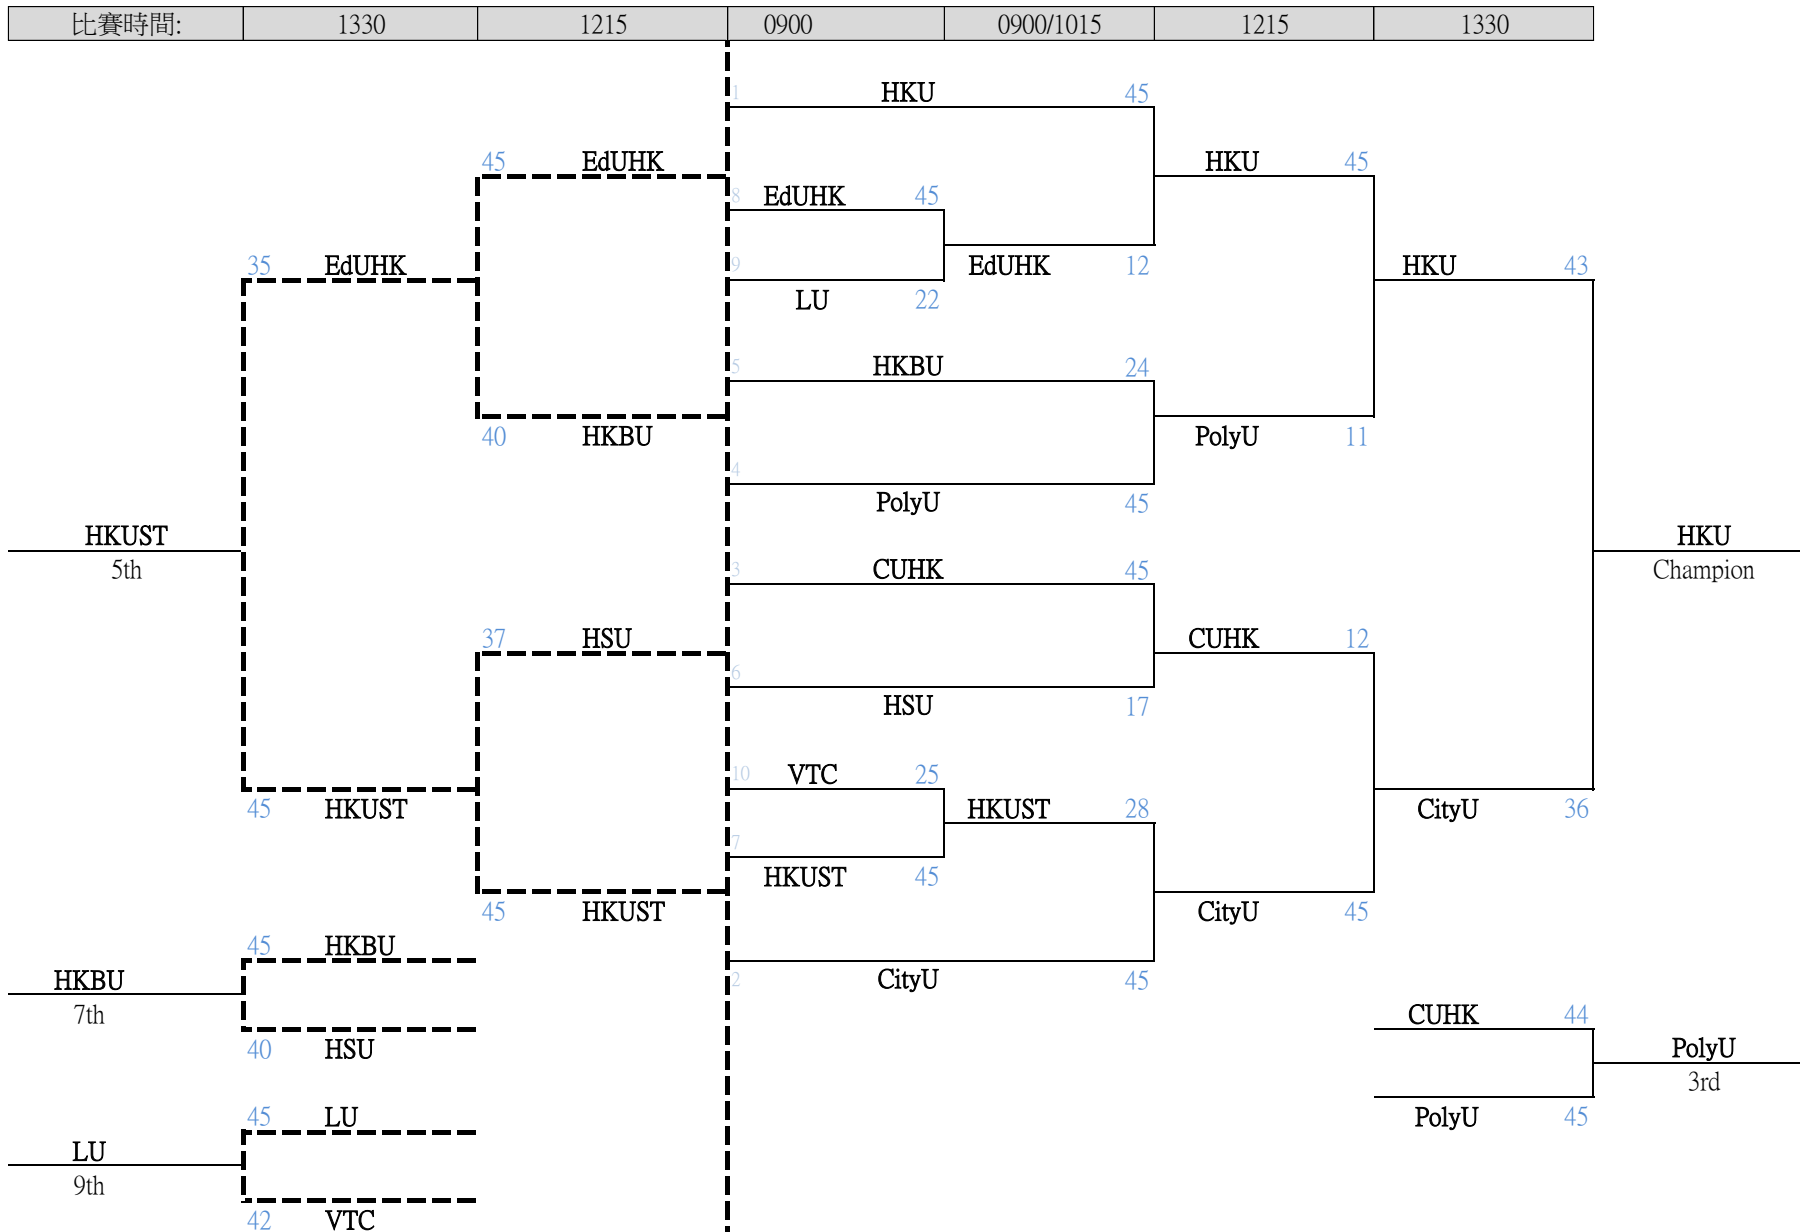 比賽時間: 1330 1215 0900 0900/1015 1215 1330
1 HKU 45
45 EdUHK HKU 45
8 EdUHK 45
35 EdUHK 9 EdUHK 12 HKU 43
LU 22
5 HKBU 24
40 HKBU PolyU 11
4
PolyU 45
HKUST HKU
5th 3 CUHK 45 Champion
37 HSU CUHK 12
6
HSU 17
10 VTC 25
45 HKUST HKUST 28 CityU 36
7
HKUST 45
45 HKUST CityU 45
45 HKBU
HKBU 2 CityU 45
7th CUHK 44
40 HSU PolyU
3rd
45 LU PolyU 45
LU
9th
42 VTC